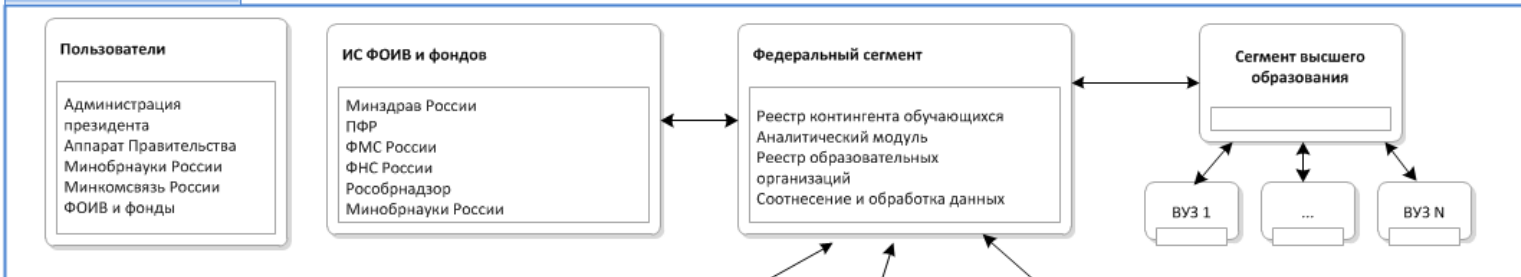 Пользователи
Администрация
президента
Аппарат Правительства
Минобрнауки России
Минкомсвязь России
ФОИВ и фонды
ИС ФОИВ и фондов
Минздрав России
ПФР
ФМС России
ФНС России
Рособрнадзор
Минобрнауки России
Федеральный сегмент
Реестр контингента обучающихся
Аналитический модуль
Реестр образовательных
организаций
Соотнесение и обработка данных
Сегмент высшего
образования
ВУЗ 1
...
ВУЗ N